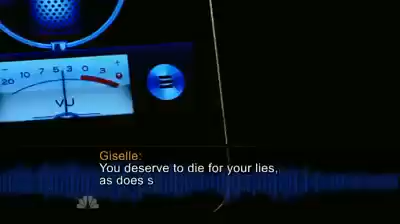 - +
20 10 7 5 3 0 3
VU
Giselle:
You deserve to die for your lies,
as does s